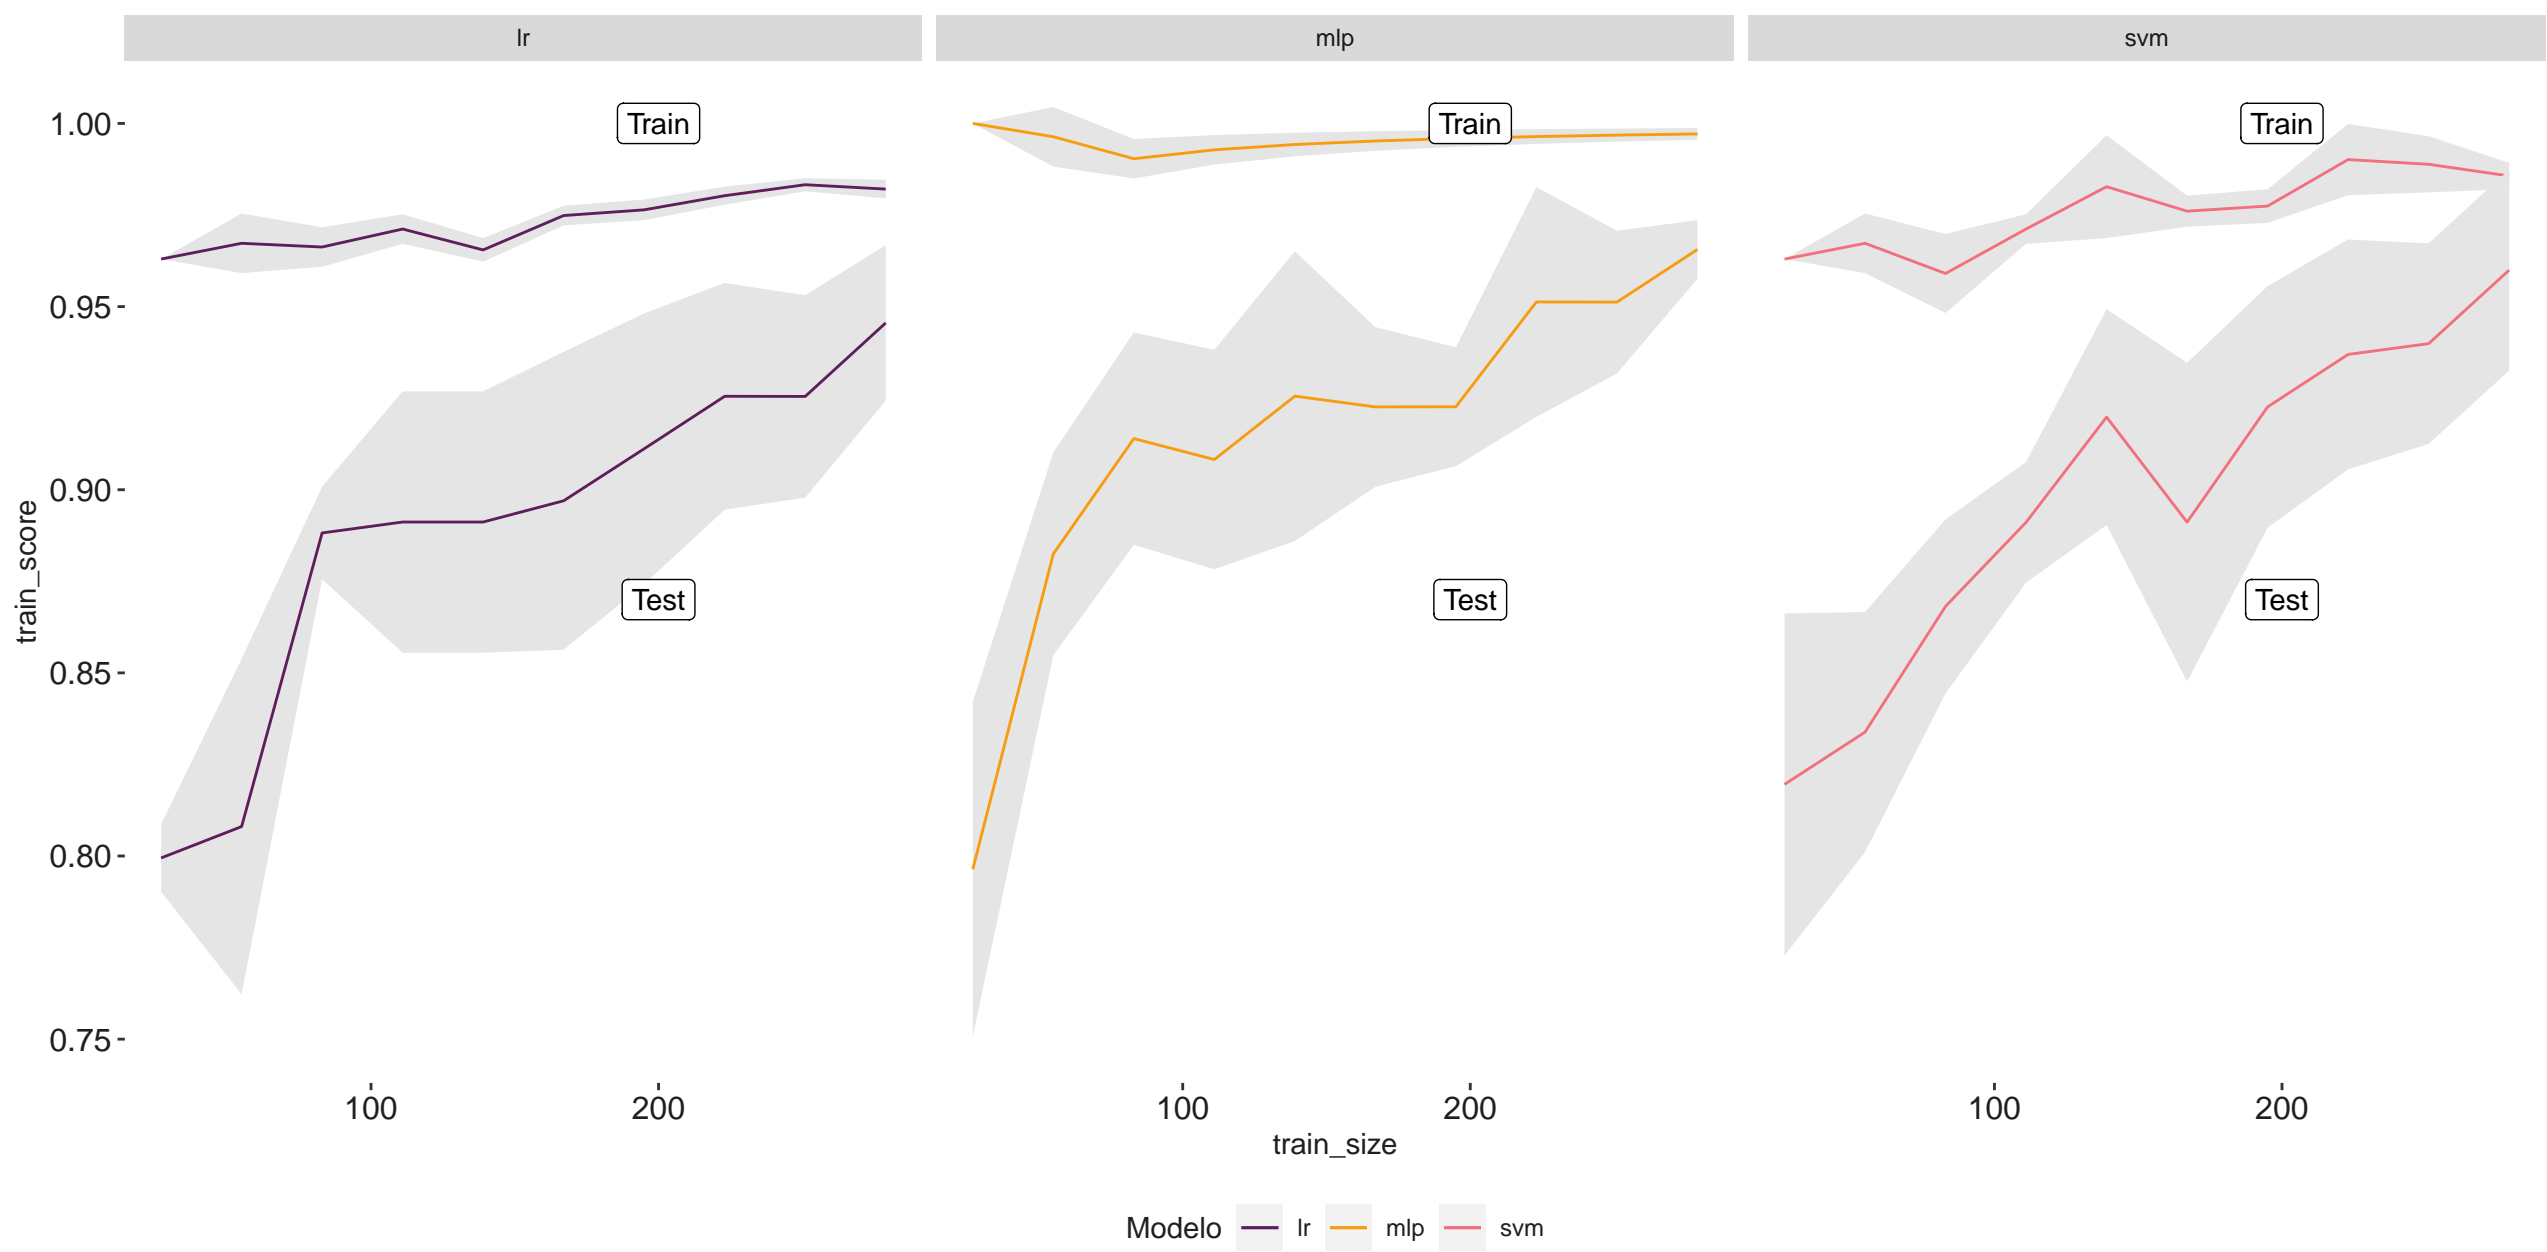 lr mlp svm
train_score
1.00
0.95
0.90
0.85
0.80
0.75
Train Train Train
Test Test Test
100 200 100 200 100 200
train_size
Modelo lr mlp svm